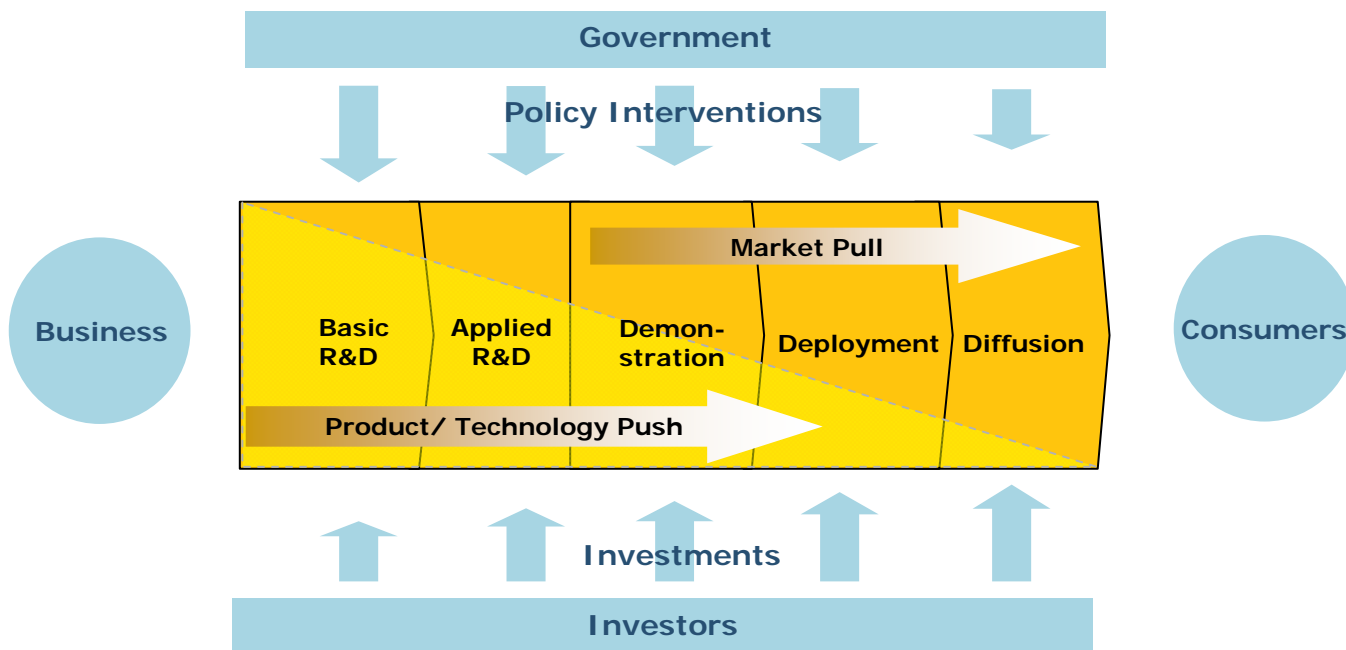 Government
Policy Interventions
Market Pull
Business
Basic
R&D
Applied
R&D
Demon-
stration
Deployment
Diffusion
Consumers
Product/ Technology Push
Investments
Investors